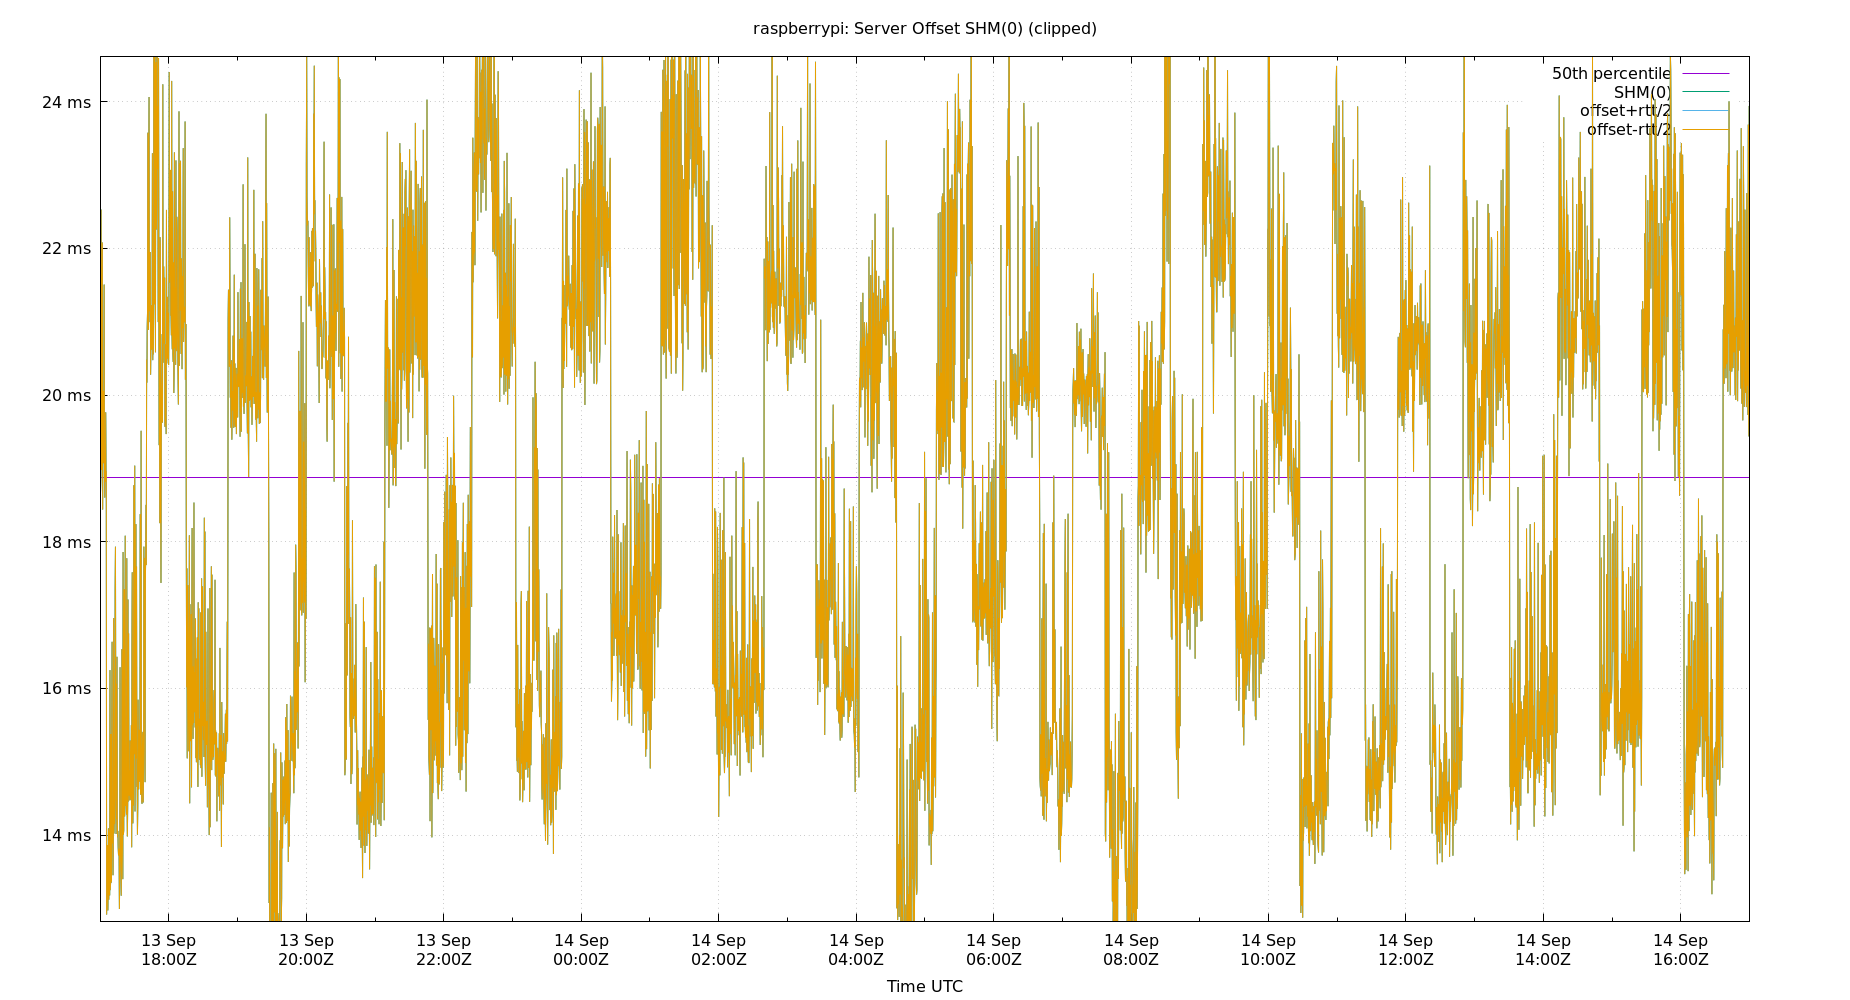 raspberrypi: Server Offset SHM(0) (clipped)
50th percentile
SHM(0)
offset+rtt/2
offset-rtt/2
24 ms
22 ms
20 ms
18 ms
16 ms
14 ms
13 Sep 13 Sep 13 Sep 14 Sep 14 Sep 14 Sep 14 Sep 14 Sep 14 Sep 14 Sep 14 Sep 14 Sep
18:00Z 20:00Z 22:00Z 00:00Z 02:00Z 04:00Z 06:00Z 08:00Z 10:00Z 12:00Z 14:00Z 16:00Z
Time UTC